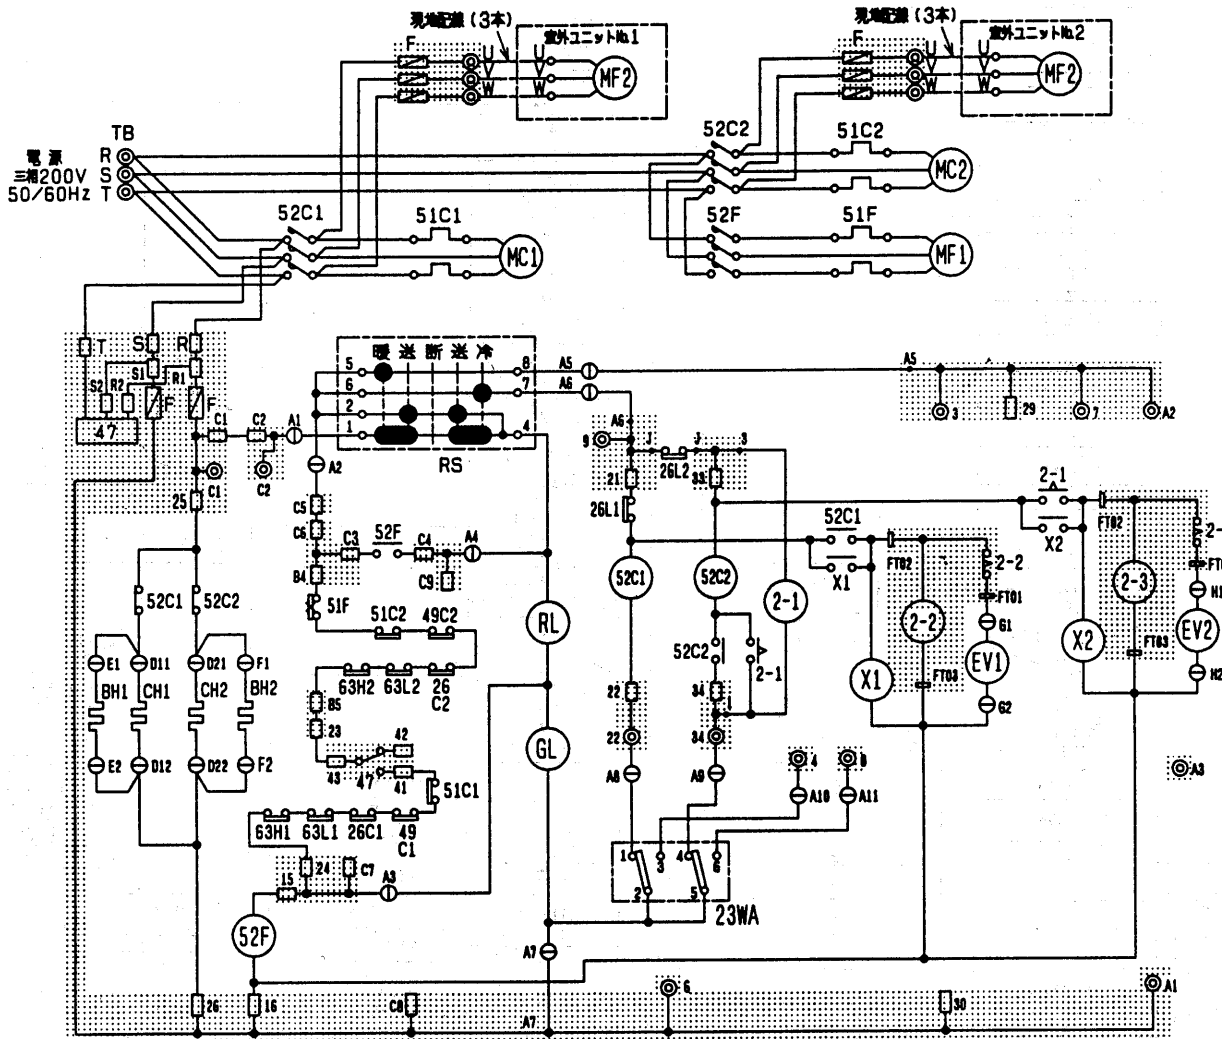 現地配線(3本)
現地配線(3本)
F
U
V
W
U
V
W
室外ユニット№1
MF2
F
U
V
W
U
V
W
室外ユニット№2
MF2
TB
電源
三相200V
50/60Hz
R
S
T
52C2
51C2
MC2
52C1
51C1
MC1
52F
51F
MF1
T
S
R
S1
R1
S2
R2
F
F
47
C1
C2
A1
C1
C2
25
暖 送 断 送 冷
5
6
2
1
8
7
4
RS
A5
A6
A5
3
29
7
A2
A2
C5
C6
C3
52F
C4
A4
C9
B4
51F
51C2
49C2
63H2
63L2
26
C2
B5
23
43
47
42
41
51C1
63H1
63L1
26C1
49
C1
24
C7
15
A3
52F
RL
GL
A6
9
J
26L2
J
3
21
33
26L1
52C1
52C2
2-1
52C2
2-1
22
34
22
34
A8
A9
4
8
A10
A11
1
3
4
6
2
5
23WA
52C1
X1
FT02
2-2
2-2
FT01
G1
EV1
G2
FT03
X1
2-1
X2
FT02
2-3
FT03
X2
H1
EV2
H2
A3
52C1
52C2
E1
D11
D21
F1
BH1
CH1
CH2
BH2
E2
D12
D22
F2
26
16
C8
A7
A7
6
30
A1